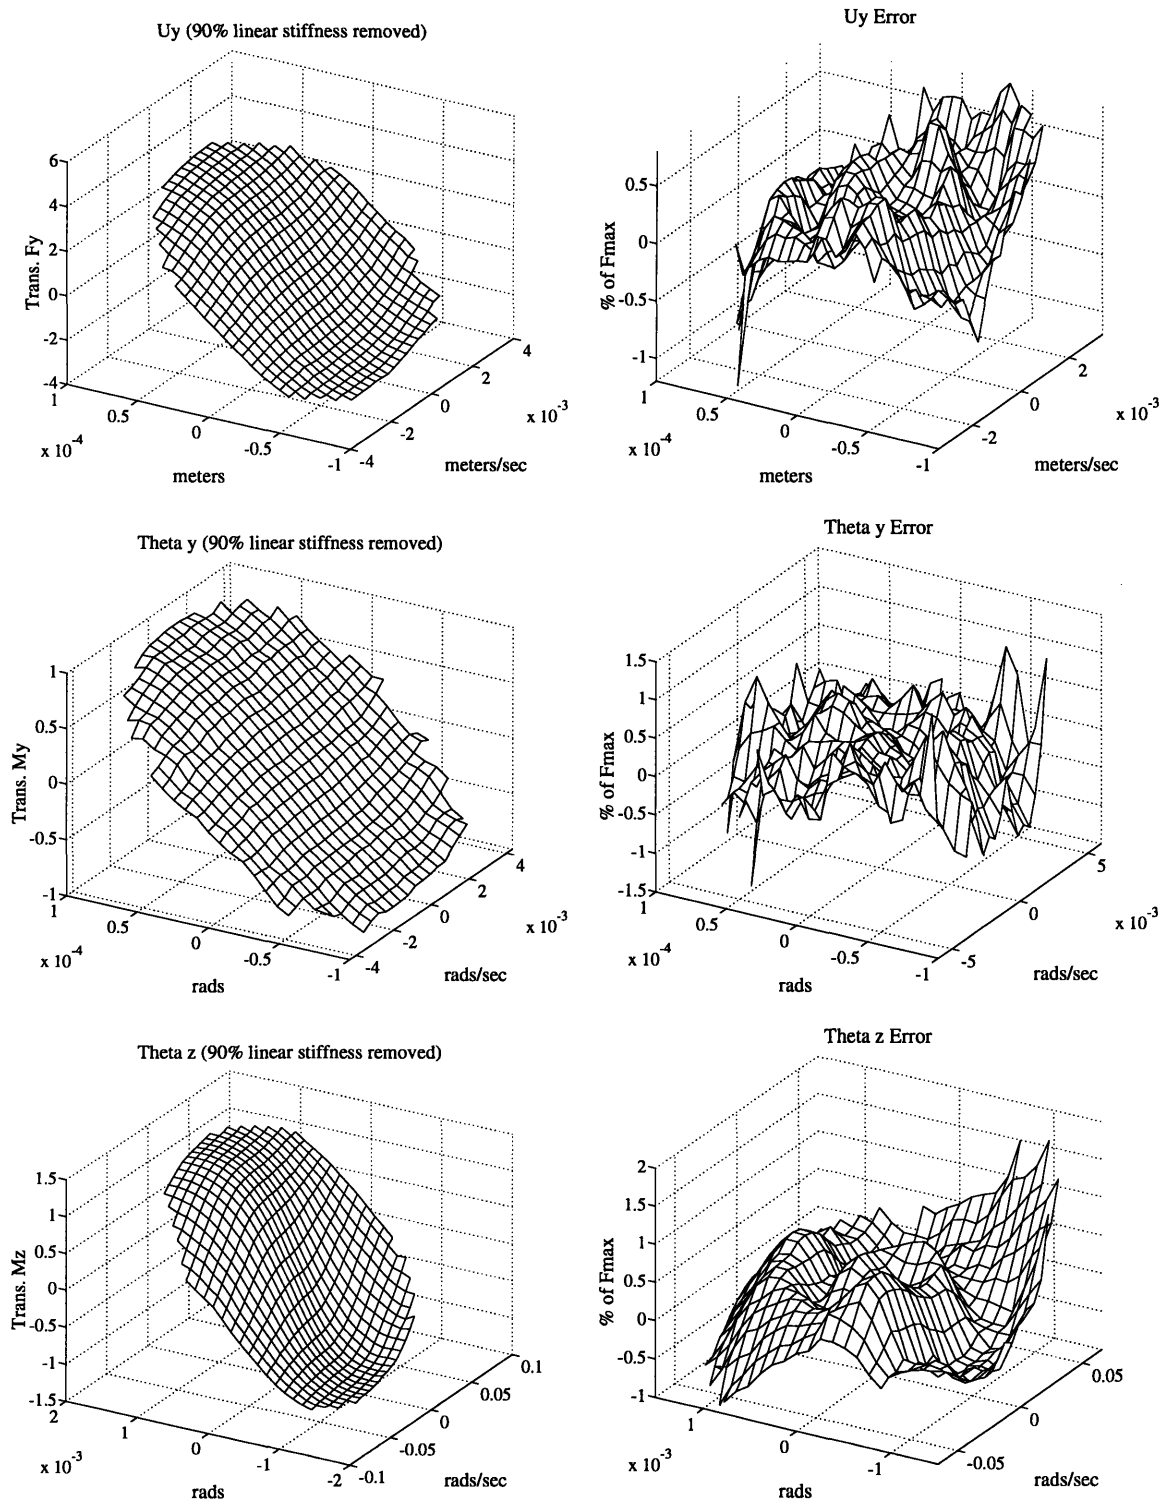 Uy (90% linear stiffness removed)
Trans. Fy
6
4
2
0
-2
-4
1
0.5
0
-0.5
-1
x 10-4
meters
-4
-2
0
2
4
x 10-3
meters/sec
Uy Error
% of Fmax
0.5
0
-0.5
-1
1
0.5
0
-0.5
-1
x 10-4
meters
-2
0
2
x 10-3
meters/sec
Theta y (90% linear stiffness removed)
Trans. My
1
0.5
0
-0.5
-1
1
0.5
0
-0.5
-1
x 10-4
rads
-4
-2
0
2
4
x 10-3
rads/sec
Theta y Error
% of Fmax
1.5
1
0.5
0
-0.5
-1
-1.5
1
0.5
0
-0.5
-1
x 10-4
rads
-5
0
5
x 10-3
rads/sec
Theta z (90% linear stiffness removed)
Trans. Mz
1.5
1
0.5
0
-0.5
-1
-1.5
2
1
0
-1
-2
x 10-3
rads
-0.1
-0.05
0
0.05
0.1
rads/sec
Theta z Error
% of Fmax
2
1.5
1
0.5
0
-0.5
-1
1
0
-1
x 10-3
rads
-0.05
0
0.05
rads/sec